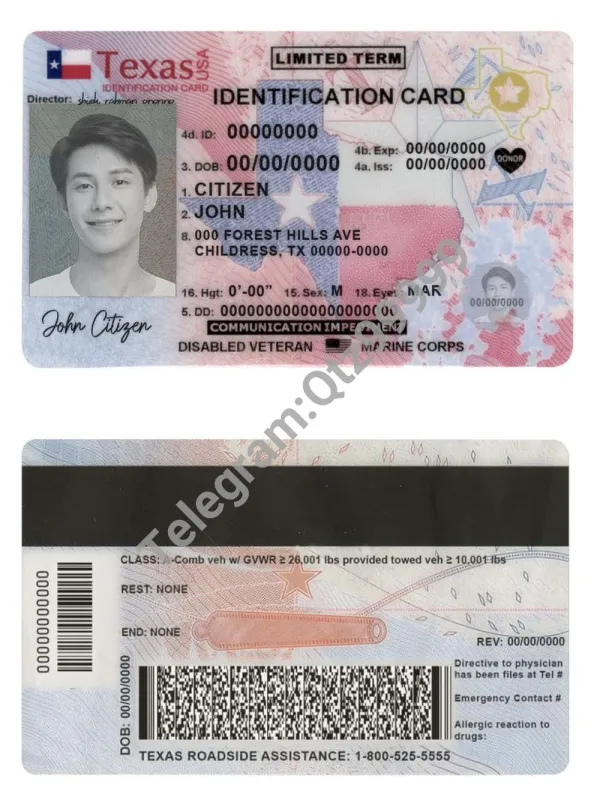 Texas USA
IDENTIFICATION CARD
LIMITED TERM
Director: shish rahman ononno
IDENTIFICATION CARD
4d. ID: 00000000
4b. Exp: 00/00/0000
3. DOB: 00/00/0000
4a. Iss: 00/00/0000
DONOR
1. CITIZEN
2. JOHN
8. 000 FOREST HILLS AVE
CHILDRESS, TX 00000-0000
16. Hgt: 0'-00" 15. Sex: M 18. Eyes: MAR
00/00/0000
5. DD: 00000000000000000000
John Citizen
COMMUNICATION IMPEDIMENT
DISABLED VETERAN MARINE CORPS
Telegram:Qtzon999
CLASS: A-Comb veh w/ GVWR ≥ 26,001 lbs provided towed veh ≥ 10,001 lbs
00000000000
REST: NONE
END: NONE
REV: 00/00/0000
DOB: 00/00/0000
Directive to physician
has been files at Tel #
Emergency Contact #
Allergic reaction to
drugs:
TEXAS ROADSIDE ASSISTANCE: 1-800-525-5555